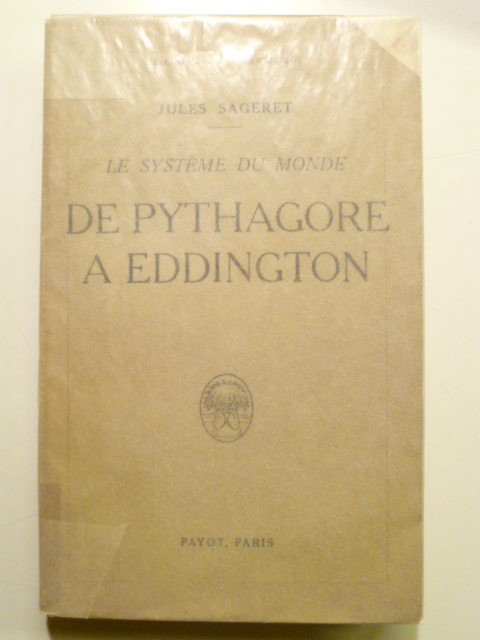 JULES SAGERET
LE SYSTÈME DU MONDE
DE PYTHAGORE
A EDDINGTON
PAYOT, PARIS